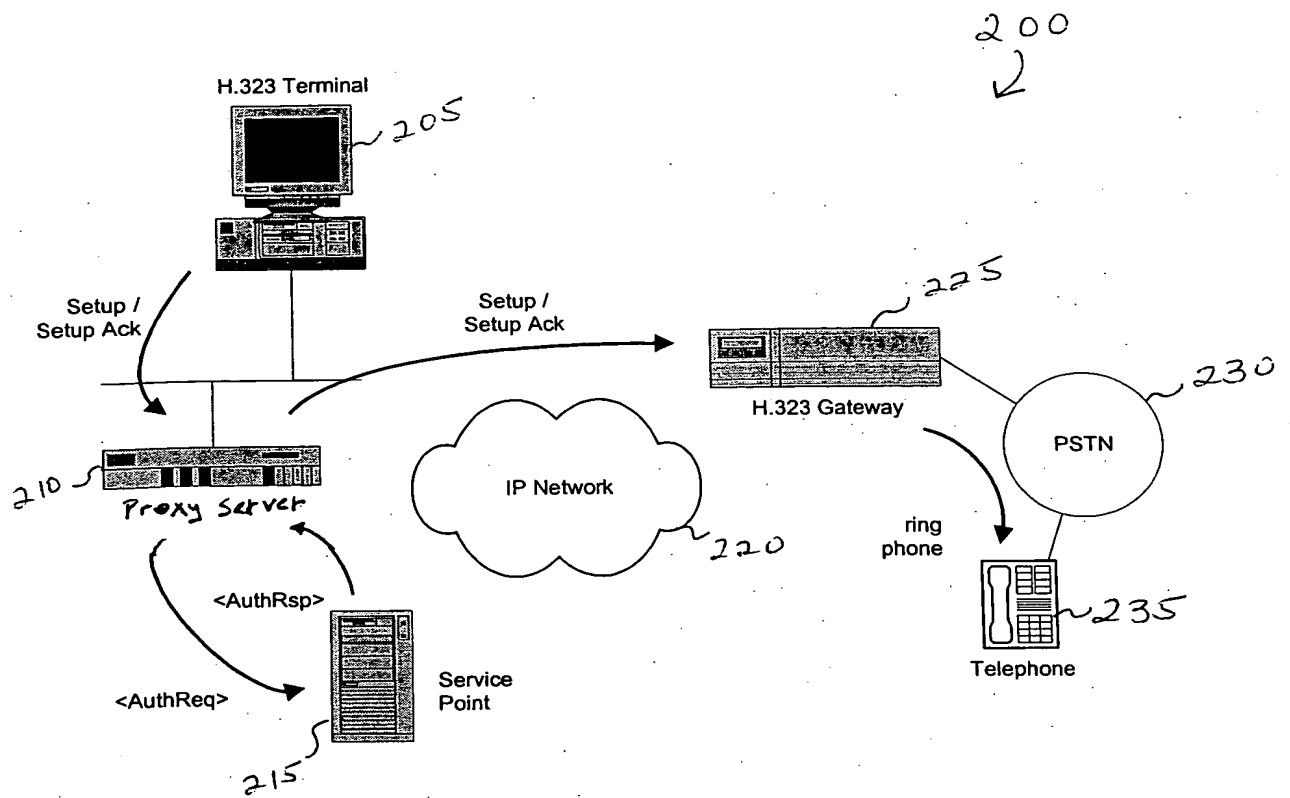 200
H.323 Terminal
205
Setup /
Setup Ack
Setup /
Setup Ack
225
H.323 Gateway
230
PSTN
210
Proxy Server
IP Network
220
ring
phone
<AuthRsp>
235
Telephone
<AuthReq>
Service
Point
215